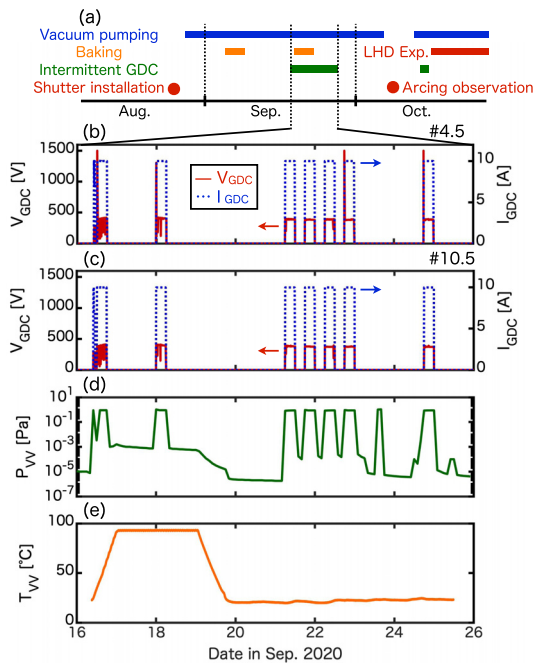 (a)
Vacuum pumping
Baking
LHD Exp.
Intermittent GDC
Shutter installation
Arcing observation
Aug.
Sep.
Oct.
(b)
#4.5
1500
1000
500
0
V_GDC [V]
V_GDC
I_GDC
10
5
0
I_GDC [A]
(c)
#10.5
1500
1000
500
0
V_GDC [V]
10
5
0
I_GDC [A]
(d)
10^1
10^-1
10^-3
10^-5
10^-7
P_VV [Pa]
(e)
100
50
0
T_VV [℃]
16 18 20 22 24 26
Date in Sep. 2020